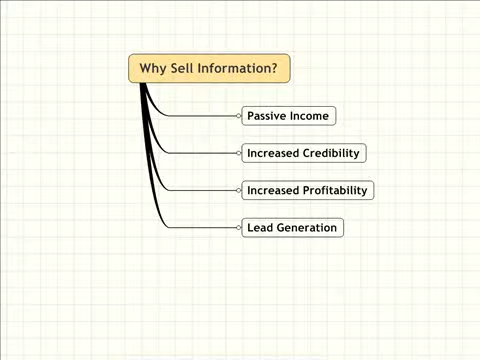 Why Sell Information?
Passive Income
Increased Credibility
Increased Profitability
Lead Generation